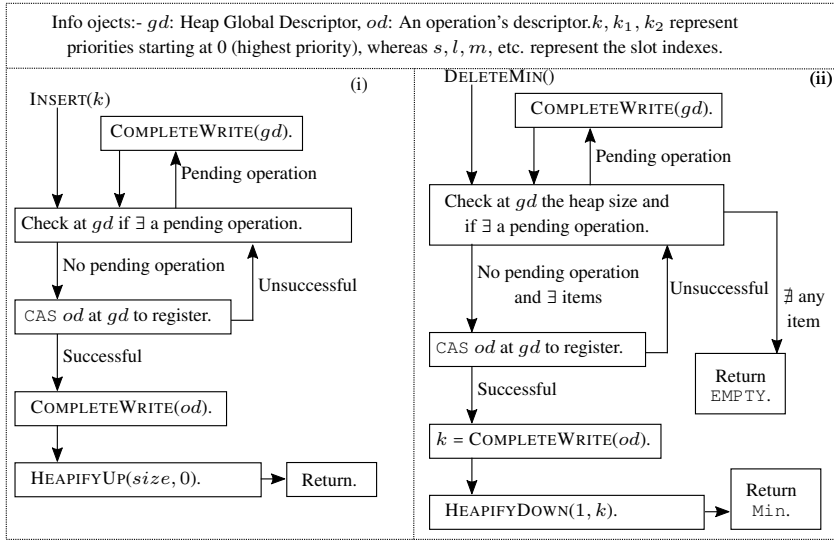 Info ojects:- gd: Heap Global Descriptor, od: An operation's descriptor.k, k₁, k₂ represent
priorities starting at 0 (highest priority), whereas s, l, m, etc. represent the slot indexes.
(i)
INSERT(k)
COMPLETEWRITE(gd).
Pending operation
Check at gd if ∃ a pending operation.
No pending operation
Unsuccessful
CAS od at gd to register.
Successful
COMPLETEWRITE(od).
HEAPIFYUP(size, 0).
Return.
(ii)
DELETEMIN()
COMPLETEWRITE(gd).
Pending operation
Check at gd the heap size and
if ∃ a pending operation.
No pending operation
and ∃ items
Unsuccessful
∄ any
item
CAS od at gd to register.
Return
EMPTY.
Successful
k = COMPLETEWRITE(od).
HEAPIFYDOWN(1, k).
Return
Min.